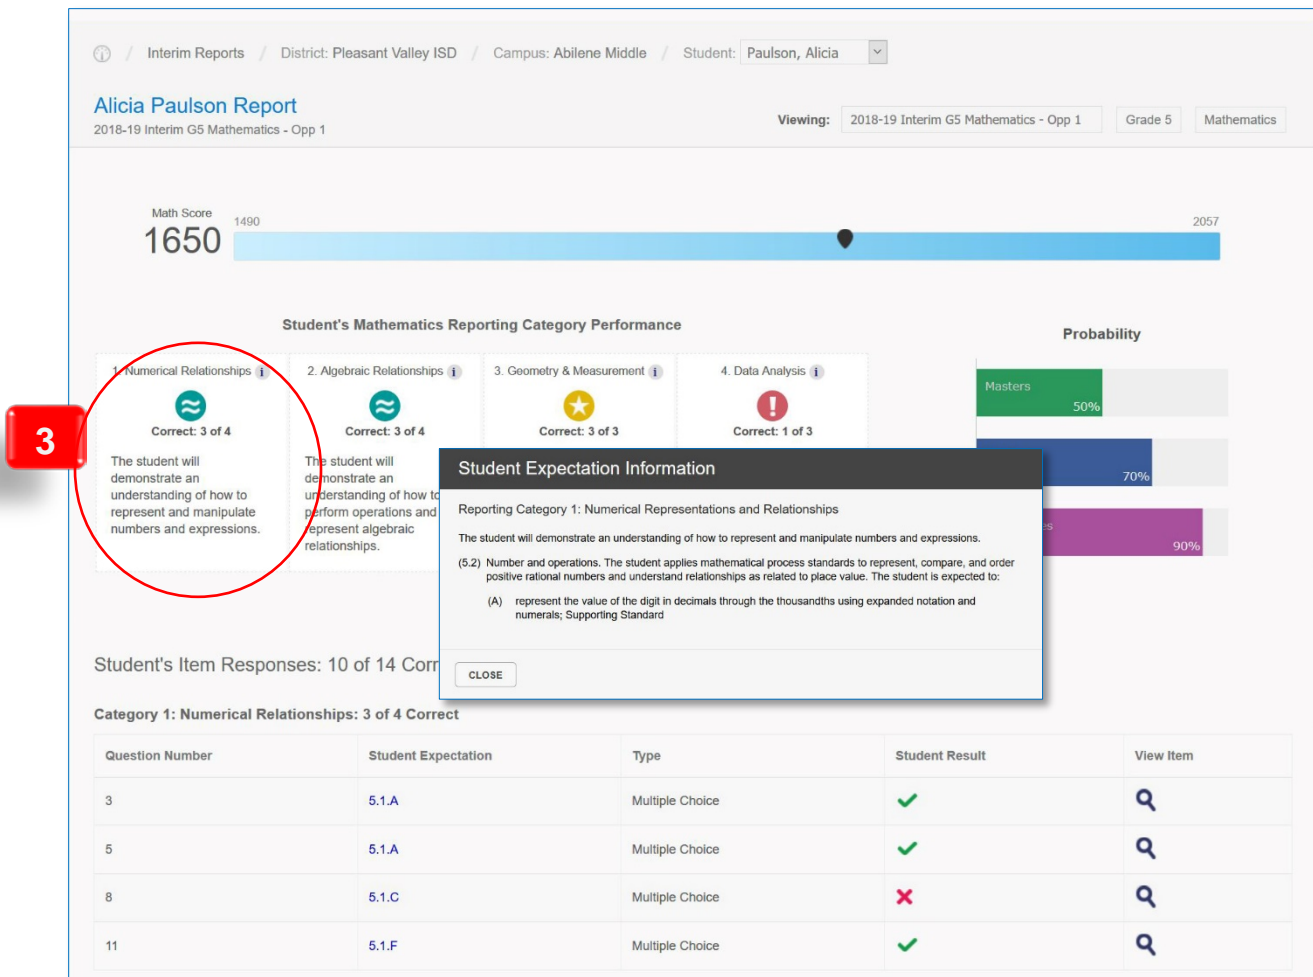 / Interim Reports / District: Pleasant Valley ISD / Campus: Abilene Middle / Student: Paulson, Alicia
Alicia Paulson Report
2018-19 Interim G5 Mathematics - Opp 1
Viewing: 2018-19 Interim G5 Mathematics - Opp 1 Grade 5 Mathematics
Math Score
1650
1490
2057
Student's Mathematics Reporting Category Performance
1. Numerical Relationships i
Correct: 3 of 4
The student will
demonstrate an
understanding of how to
represent and manipulate
numbers and expressions.
2. Algebraic Relationships i
Correct: 3 of 4
The student will
demonstrate an
understanding of how to
perform operations and
represent algebraic
relationships.
3. Geometry & Measurement i
Correct: 3 of 3
4. Data Analysis i
Correct: 1 of 3
Probability
Masters
50%
70%
90%
3
Student Expectation Information
Reporting Category 1: Numerical Representations and Relationships
The student will demonstrate an understanding of how to represent and manipulate numbers and expressions.
(5.2) Number and operations. The student applies mathematical process standards to represent, compare, and order
positive rational numbers and understand relationships as related to place value. The student is expected to:
(A) represent the value of the digit in decimals through the thousandths using expanded notation and
numerals; Supporting Standard
CLOSE
Student's Item Responses: 10 of 14 Corr
Category 1: Numerical Relationships: 3 of 4 Correct
Question Number Student Expectation Type Student Result View Item
3 5.1.A Multiple Choice
5 5.1.A Multiple Choice
8 5.1.C Multiple Choice
11 5.1.F Multiple Choice